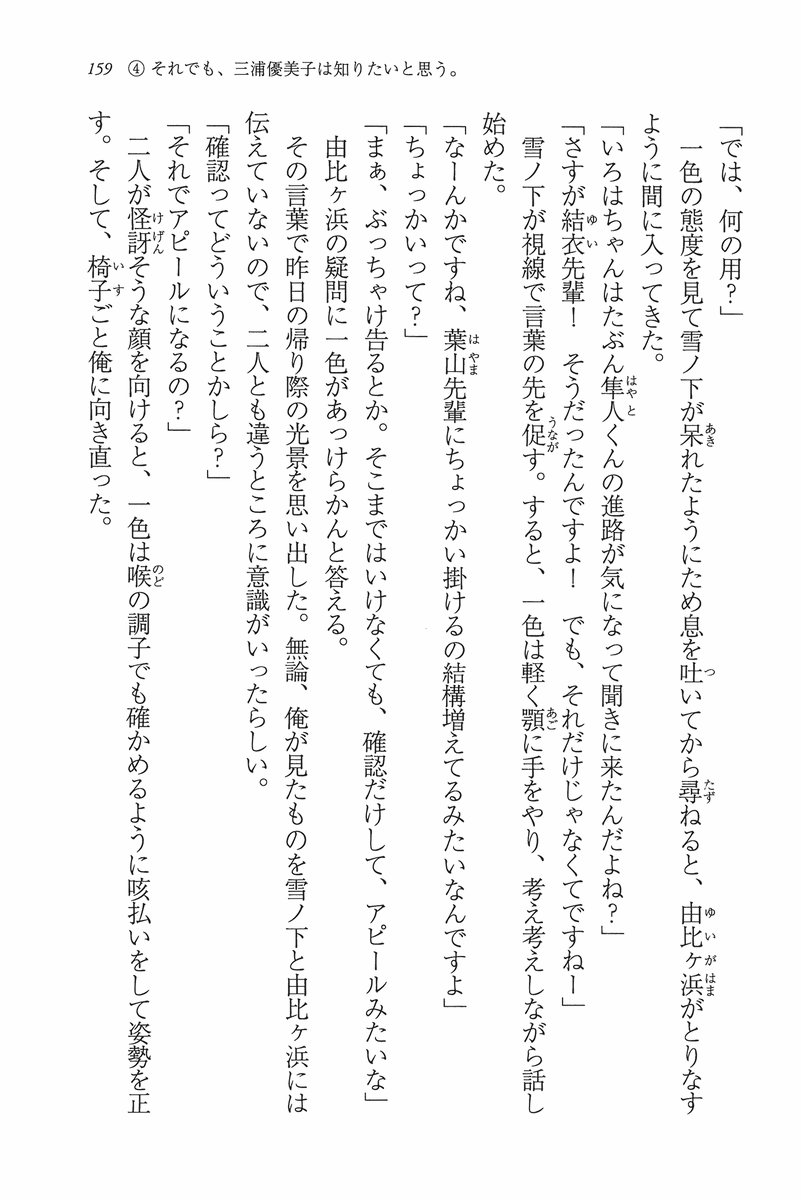 159 ④ それでも、三浦優美子は知りたいと思う。
「では、何の用？」
一色の態度を見て雪ノ下が呆れたようにため息を吐いてから尋ねると、由比ヶ浜がとりなす
ように間に入ってきた。
「いろはちゃんはたぶん隼人くんの進路が気になって聞きに来たんだよね？」
「さすが結衣先輩！　そうだったんですよ！　でも、それだけじゃなくてですねー」
雪ノ下が視線で言葉の先を促す。すると、一色は軽く顎に手をやり、考え考えしながら話し
始めた。
「なーんかですね、葉山先輩にちょっかい掛けるの結構増えてるみたいなんですよ」
「ちょっかいって？」
「まぁ、ぶっちゃけ告るとか。そこまではいけなくても、確認だけして、アピールみたいな」
由比ヶ浜の疑問に一色があっけらかんと答える。
その言葉で昨日の帰り際の光景を思い出した。無論、俺が見たものを雪ノ下と由比ヶ浜には
伝えていないので、二人とも違うところに意識がいったらしい。
「確認ってどういうことかしら？」
「それでアピールになるの？」
二人が怪訝そうな顔を向けると、一色は喉の調子でも確かめるように咳払いをして姿勢を正
す。そして、椅子ごと俺に向き直った。